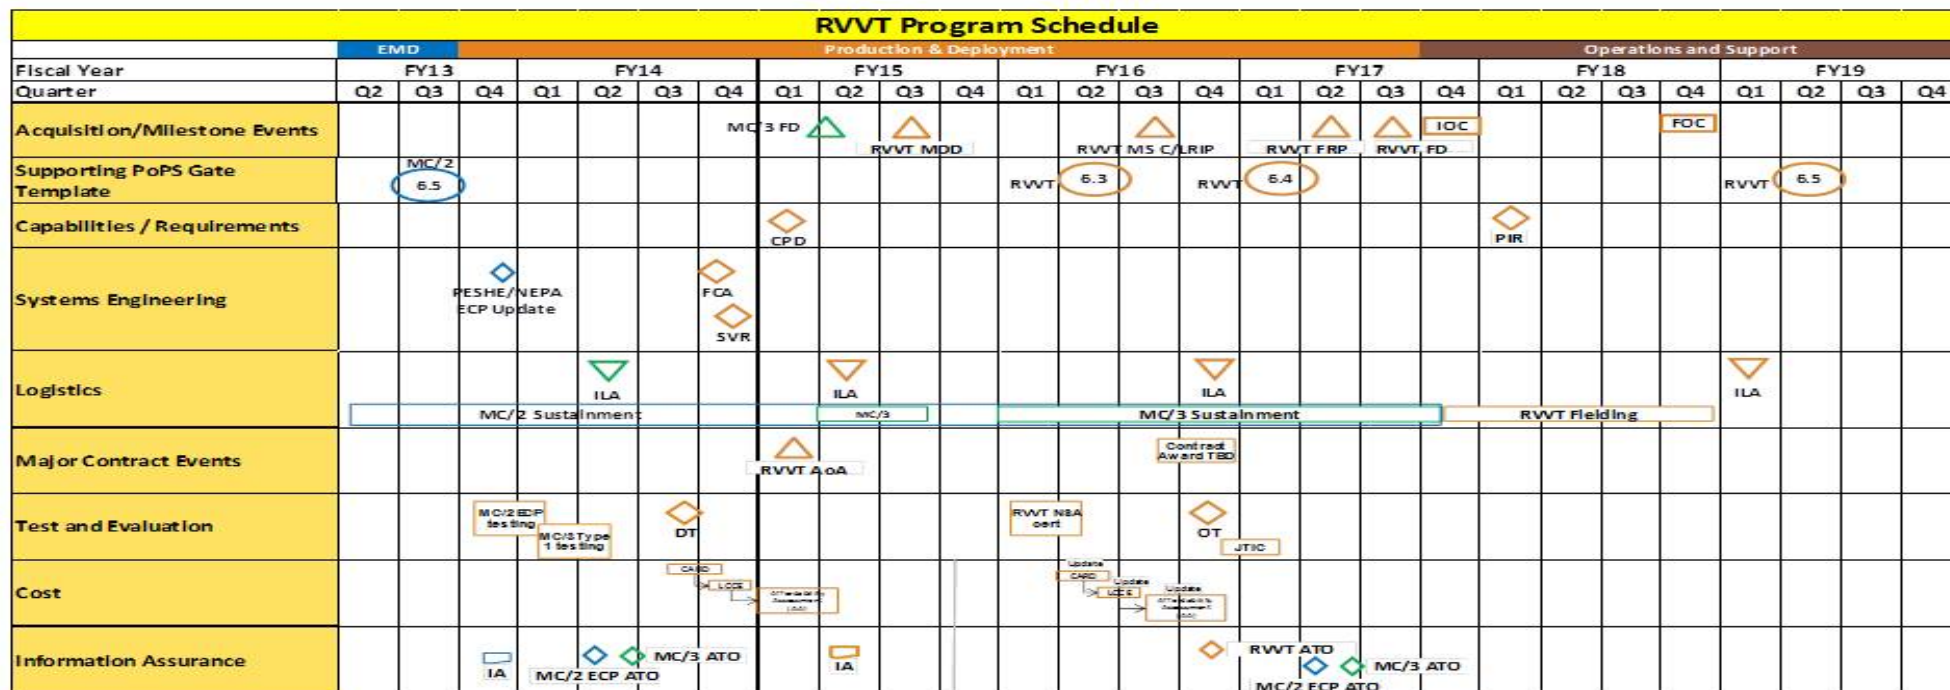 RVVT Program Schedule
EMD Production & Deployment Operations and Support
Fiscal Year FY13 FY14 FY15 FY16 FY17 FY18 FY19
Quarter Q2 Q3 Q4 Q1 Q2 Q3 Q4 Q1 Q2 Q3 Q4 Q1 Q2 Q3 Q4 Q1 Q2 Q3 Q4 Q1 Q2 Q3 Q4 Q1 Q2 Q3 Q4
Acquisition/Milestone Events
MC/3 FD
RVVT MDD
RVVT MS C/LRIP
RVVT FRP
RVVT FD
IOC
FOC
Supporting PoPS Gate
Template
MC/2
6.5
RVVT 6.3
RVVT 6.4
RVVT 6.5
Capabilities / Requirements
CPD
PIR
Systems Engineering
PESHE/NEPA
ECP Update
FCA
SVR
Logistics
ILA
ILA
ILA
ILA
MC/2 Sustainment
MC/3
MC/3 Sustainment
RVVT Fielding
Major Contract Events
RVVT AoA
Contract
Award TBD
Test and Evaluation
MC/2 ECP
testing
MC/3 Type
1 testing
DT
RVVT NSA
cert
OT
JTIC
Cost
CARD
LCCE
Affordability
Assessment
(AA)
Update
CARD
Update
LCCE
Update
Affordability
Assessment
(AA)
Information Assurance
IA
MC/2 ECP ATO
MC/3 ATO
IA
RVVT ATO
MC/2 ECP ATO
MC/3 ATO